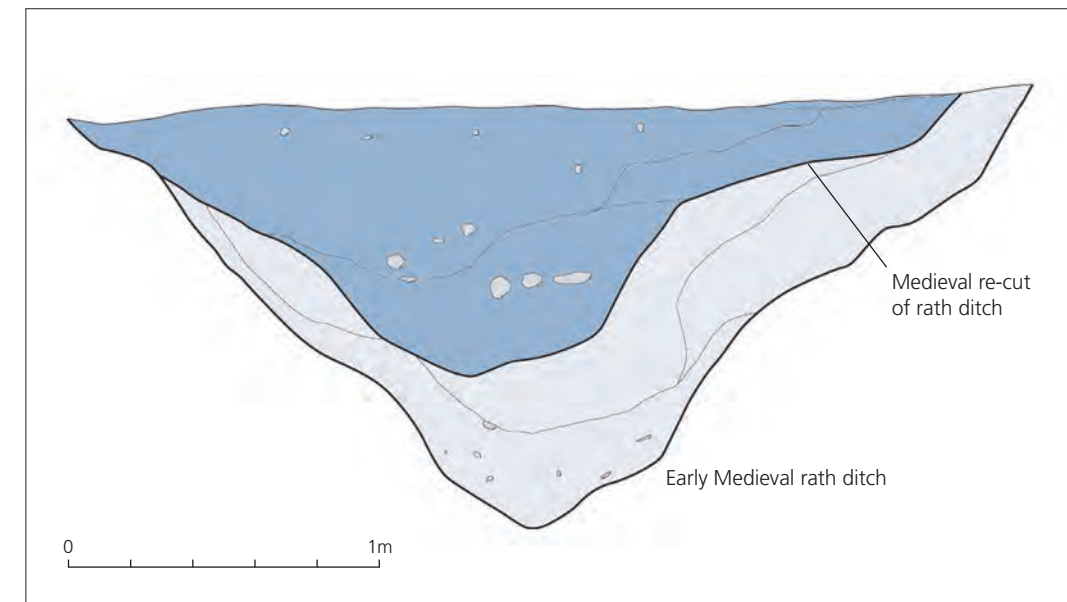 Medieval re-cut
of rath ditch
Early Medieval rath ditch
0
1m